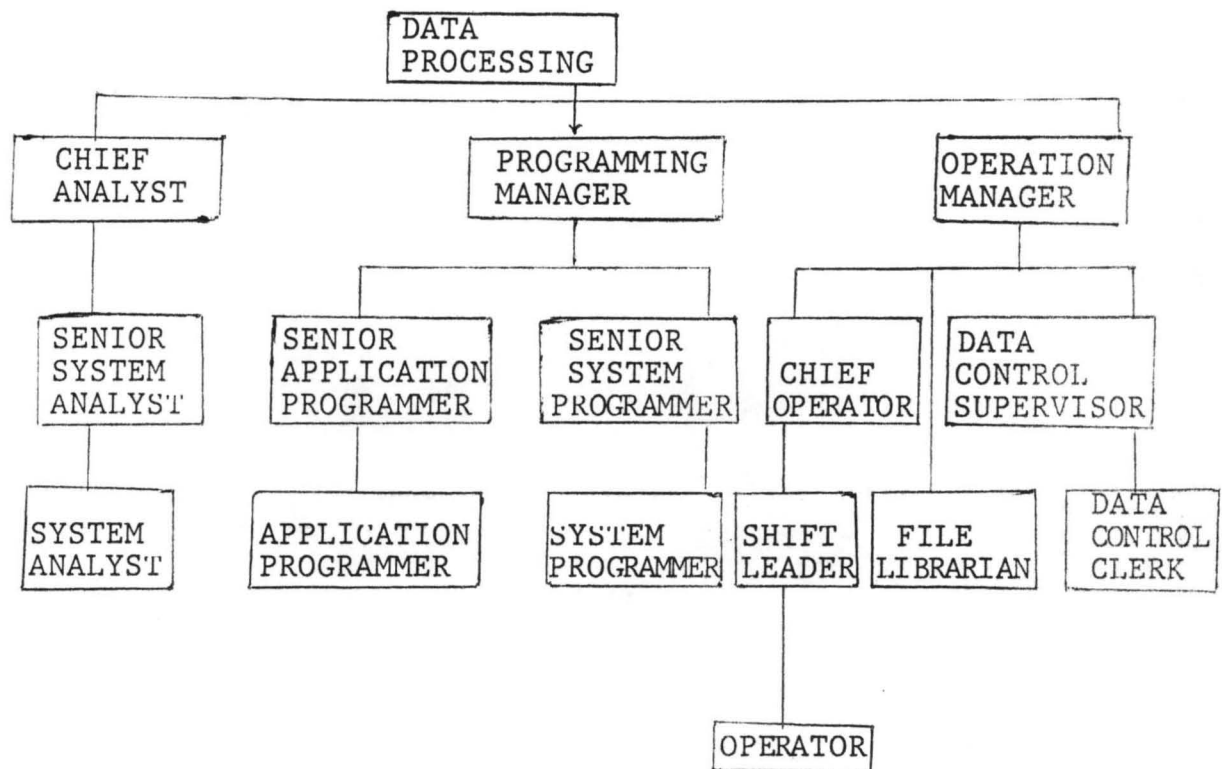 DATA
PROCESSING
CHIEF
ANALYST
PROGRAMMING
MANAGER
OPERATION
MANAGER
SENIOR
SYSTEM
ANALYST
SENIOR
APPLICATION
PROGRAMMER
SENIOR
SYSTEM
PROGRAMMER
CHIEF
OPERATOR
DATA
CONTROL
SUPERVISOR
SYSTEM
ANALYST
APPLICATION
PROGRAMMER
SYSTEM
PROGRAMMER
SHIFT
LEADER
FILE
LIBRARIAN
DATA
CONTROL
CLERK
OPERATOR